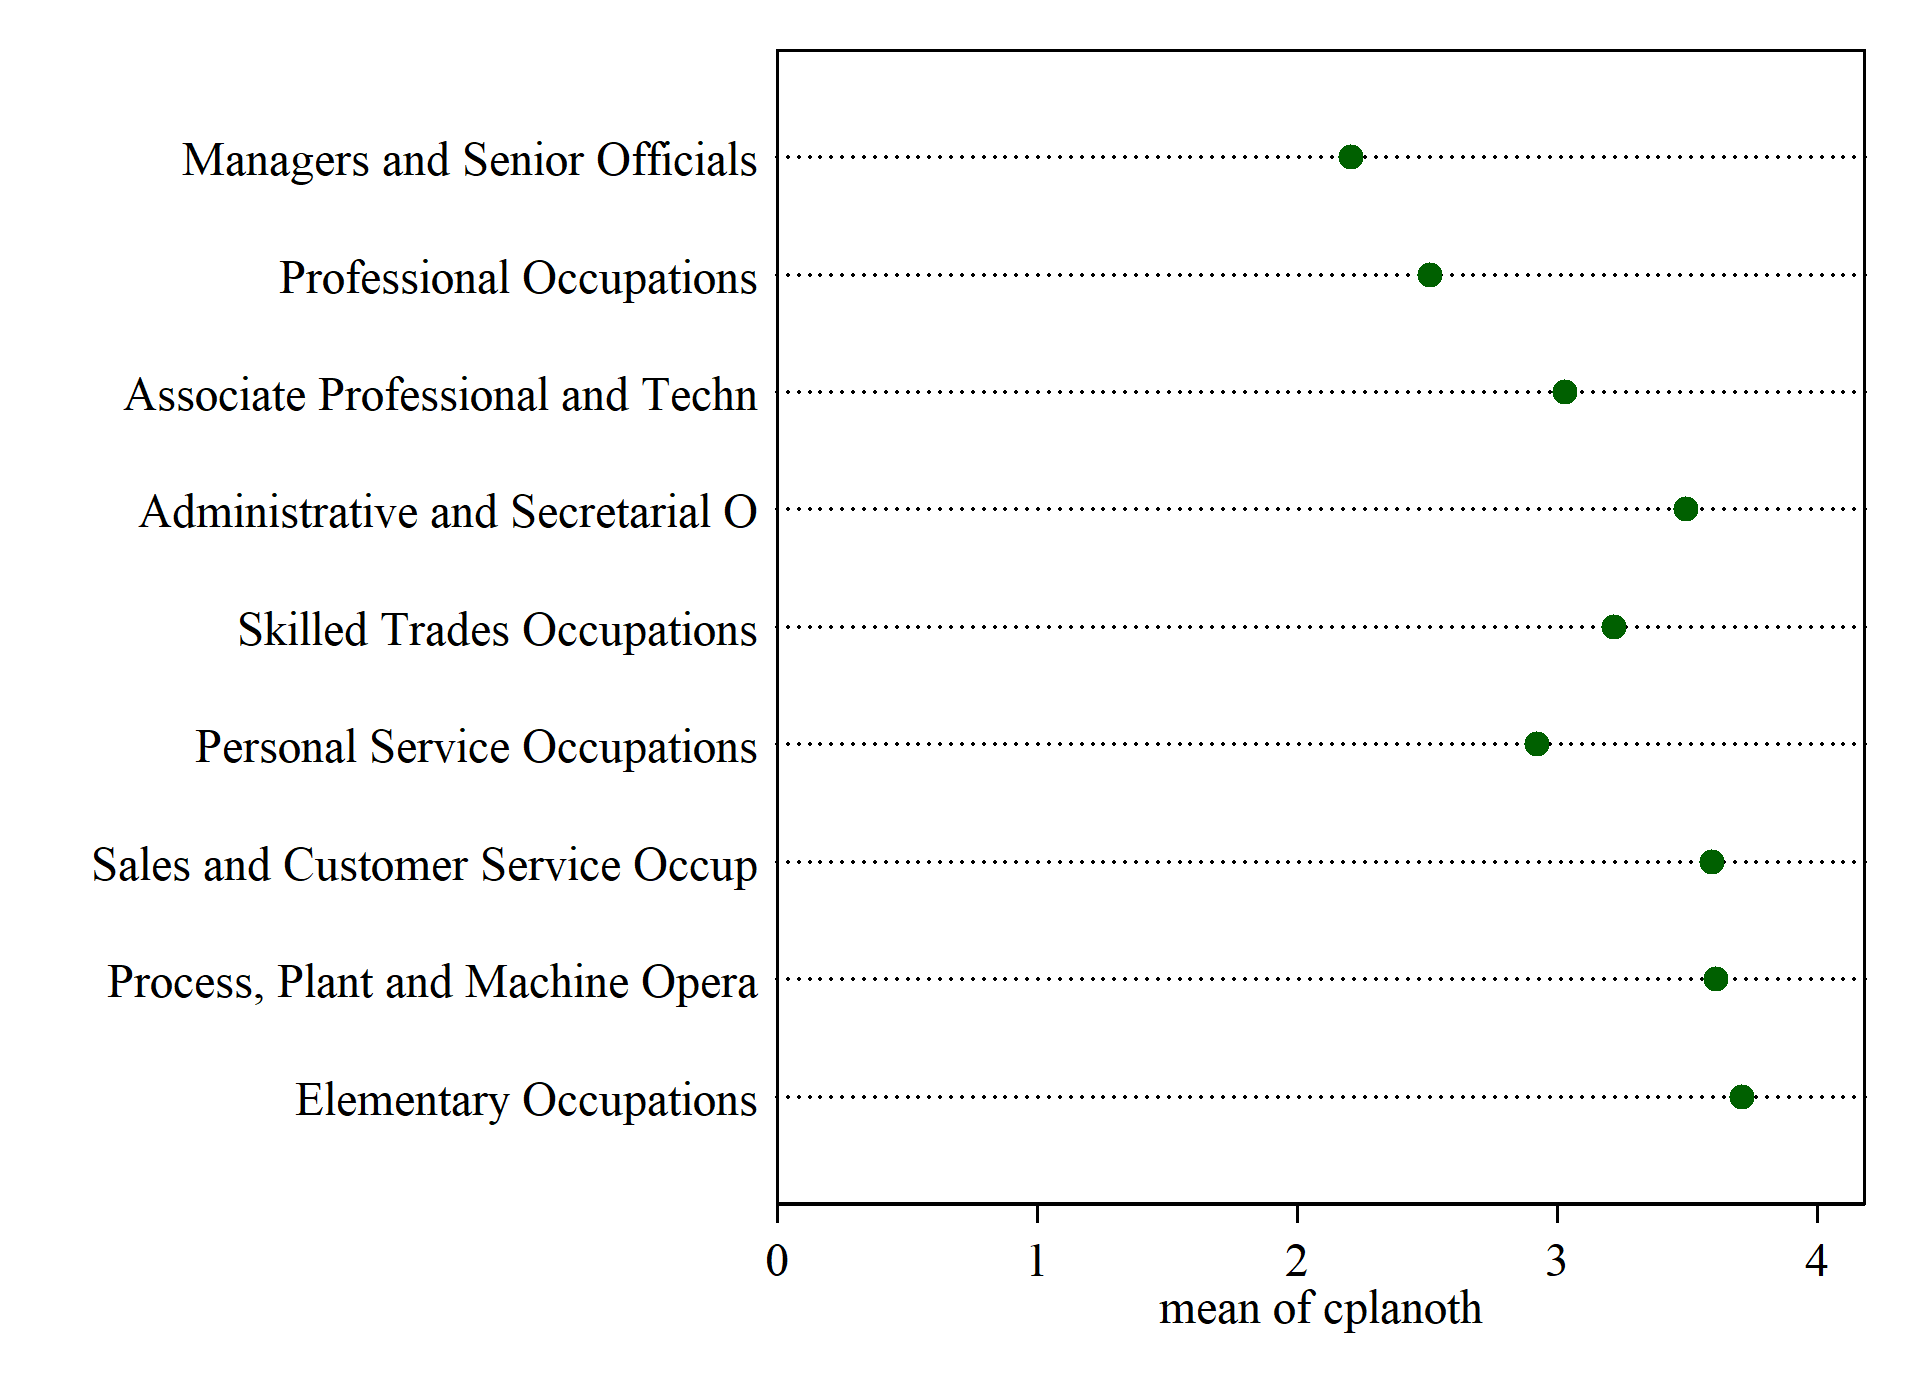 Managers and Senior Officials
Professional Occupations
Associate Professional and Techn
Administrative and Secretarial O
Skilled Trades Occupations
Personal Service Occupations
Sales and Customer Service Occup
Process, Plant and Machine Opera
Elementary Occupations
0 1 2 3 4
mean of cplanoth